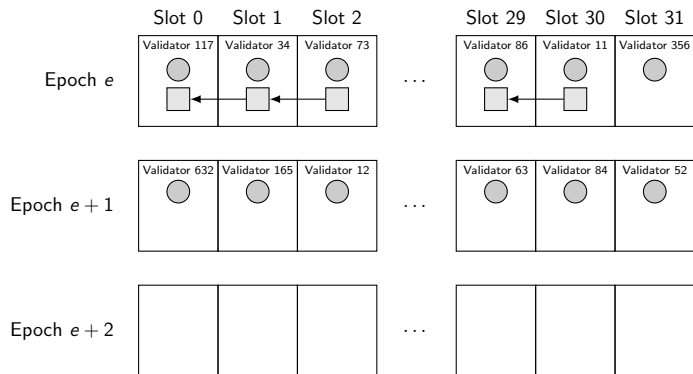 Slot 0 Slot 1 Slot 2 Slot 29 Slot 30 Slot 31
Epoch e Validator 117 Validator 34 Validator 73 ... Validator 86 Validator 11 Validator 356
Epoch e + 1 Validator 632 Validator 165 Validator 12 ... Validator 63 Validator 84 Validator 52
Epoch e + 2 ...